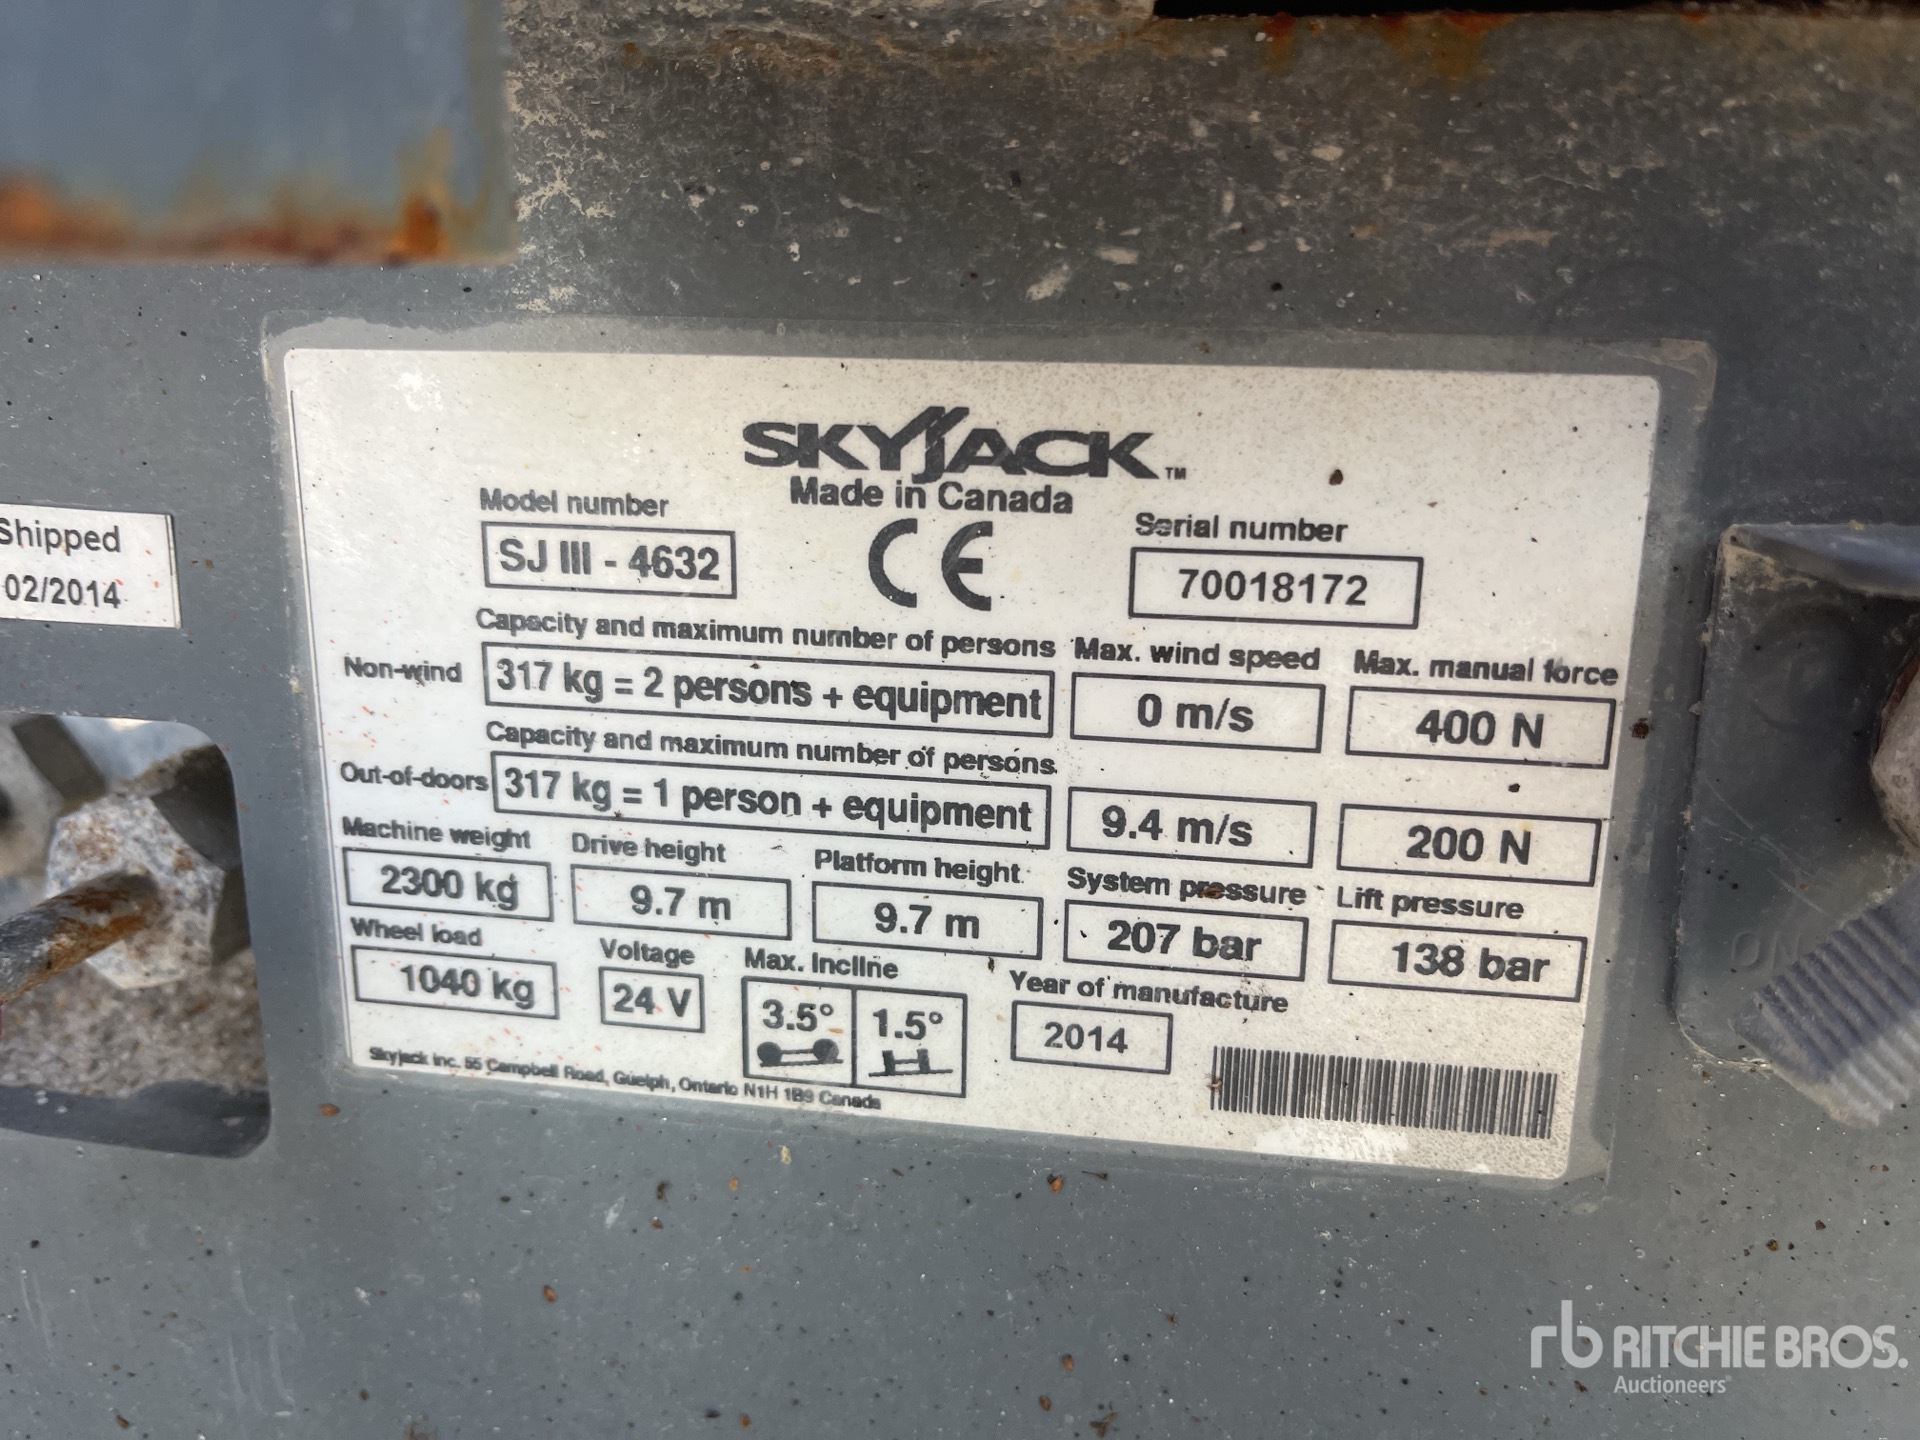 SKYJACK™
Made in Canada
CE
Model number
SJ III - 4632
Serial number
70018172
Capacity and maximum number of persons
Max. wind speed
Max. manual force
Non-wind
317 kg = 2 persons + equipment
0 m/s
400 N
Capacity and maximum number of persons
Out-of-doors
317 kg = 1 person + equipment
9.4 m/s
200 N
Machine weight
2300 kg
Drive height
9.7 m
Platform height
9.7 m
System pressure
207 bar
Lift pressure
138 bar
Wheel load
1040 kg
Voltage
24 V
Max. Incline
3.5°
1.5°
Year of manufacture
2014
Skyjack Inc. 55 Campbell Road, Guelph, Ontario N1H 1B9 Canada
Shipped
02/2014
ON
rb RITCHIE BROS.
Auctioneers